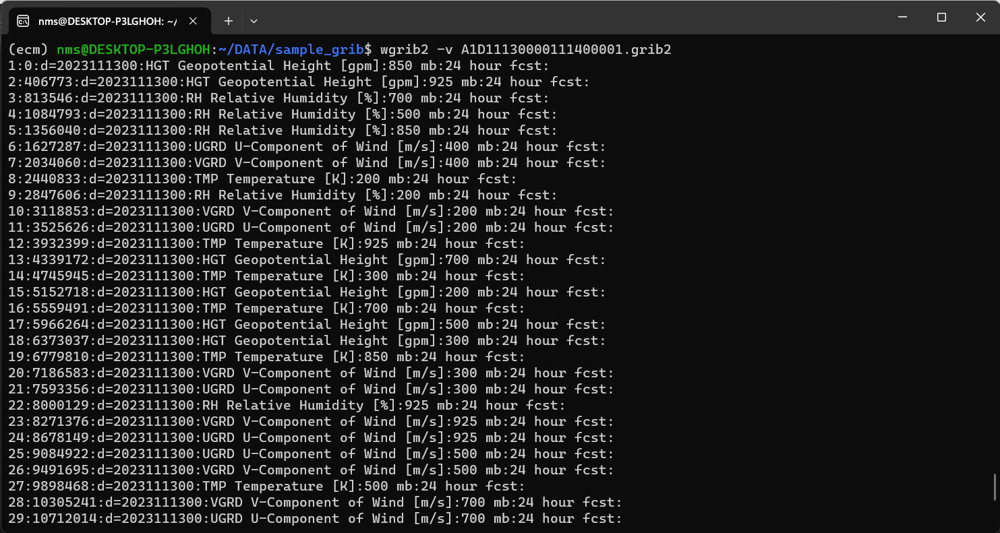 nms@DESKTOP-P3LGHOH: ~/
(ecm) nms@DESKTOP-P3LGHOH:~/DATA/sample_grib$ wgrib2 -v A1D11130000111400001.grib2
1:0:d=2023111300:HGT Geopotential Height [gpm]:850 mb:24 hour fcst:
2:406773:d=2023111300:HGT Geopotential Height [gpm]:925 mb:24 hour fcst:
3:813546:d=2023111300:RH Relative Humidity [%]:700 mb:24 hour fcst:
4:1084793:d=2023111300:RH Relative Humidity [%]:500 mb:24 hour fcst:
5:1356040:d=2023111300:RH Relative Humidity [%]:850 mb:24 hour fcst:
6:1627287:d=2023111300:UGRD U-Component of Wind [m/s]:400 mb:24 hour fcst:
7:2034060:d=2023111300:VGRD V-Component of Wind [m/s]:400 mb:24 hour fcst:
8:2440833:d=2023111300:TMP Temperature [K]:200 mb:24 hour fcst:
9:2847606:d=2023111300:RH Relative Humidity [%]:200 mb:24 hour fcst:
10:3118853:d=2023111300:VGRD V-Component of Wind [m/s]:200 mb:24 hour fcst:
11:3525626:d=2023111300:UGRD U-Component of Wind [m/s]:200 mb:24 hour fcst:
12:3932399:d=2023111300:TMP Temperature [K]:925 mb:24 hour fcst:
13:4339172:d=2023111300:HGT Geopotential Height [gpm]:700 mb:24 hour fcst:
14:4745945:d=2023111300:TMP Temperature [K]:300 mb:24 hour fcst:
15:5152718:d=2023111300:HGT Geopotential Height [gpm]:200 mb:24 hour fcst:
16:5559491:d=2023111300:TMP Temperature [K]:700 mb:24 hour fcst:
17:5966264:d=2023111300:HGT Geopotential Height [gpm]:500 mb:24 hour fcst:
18:6373037:d=2023111300:HGT Geopotential Height [gpm]:300 mb:24 hour fcst:
19:6779810:d=2023111300:TMP Temperature [K]:850 mb:24 hour fcst:
20:7186583:d=2023111300:VGRD V-Component of Wind [m/s]:300 mb:24 hour fcst:
21:7593356:d=2023111300:UGRD U-Component of Wind [m/s]:300 mb:24 hour fcst:
22:8000129:d=2023111300:RH Relative Humidity [%]:925 mb:24 hour fcst:
23:8271376:d=2023111300:VGRD V-Component of Wind [m/s]:925 mb:24 hour fcst:
24:8678149:d=2023111300:UGRD U-Component of Wind [m/s]:925 mb:24 hour fcst:
25:9084922:d=2023111300:UGRD U-Component of Wind [m/s]:500 mb:24 hour fcst:
26:9491695:d=2023111300:VGRD V-Component of Wind [m/s]:500 mb:24 hour fcst:
27:9898468:d=2023111300:TMP Temperature [K]:500 mb:24 hour fcst:
28:10305241:d=2023111300:VGRD V-Component of Wind [m/s]:700 mb:24 hour fcst:
29:10712014:d=2023111300:UGRD U-Component of Wind [m/s]:700 mb:24 hour fcst: